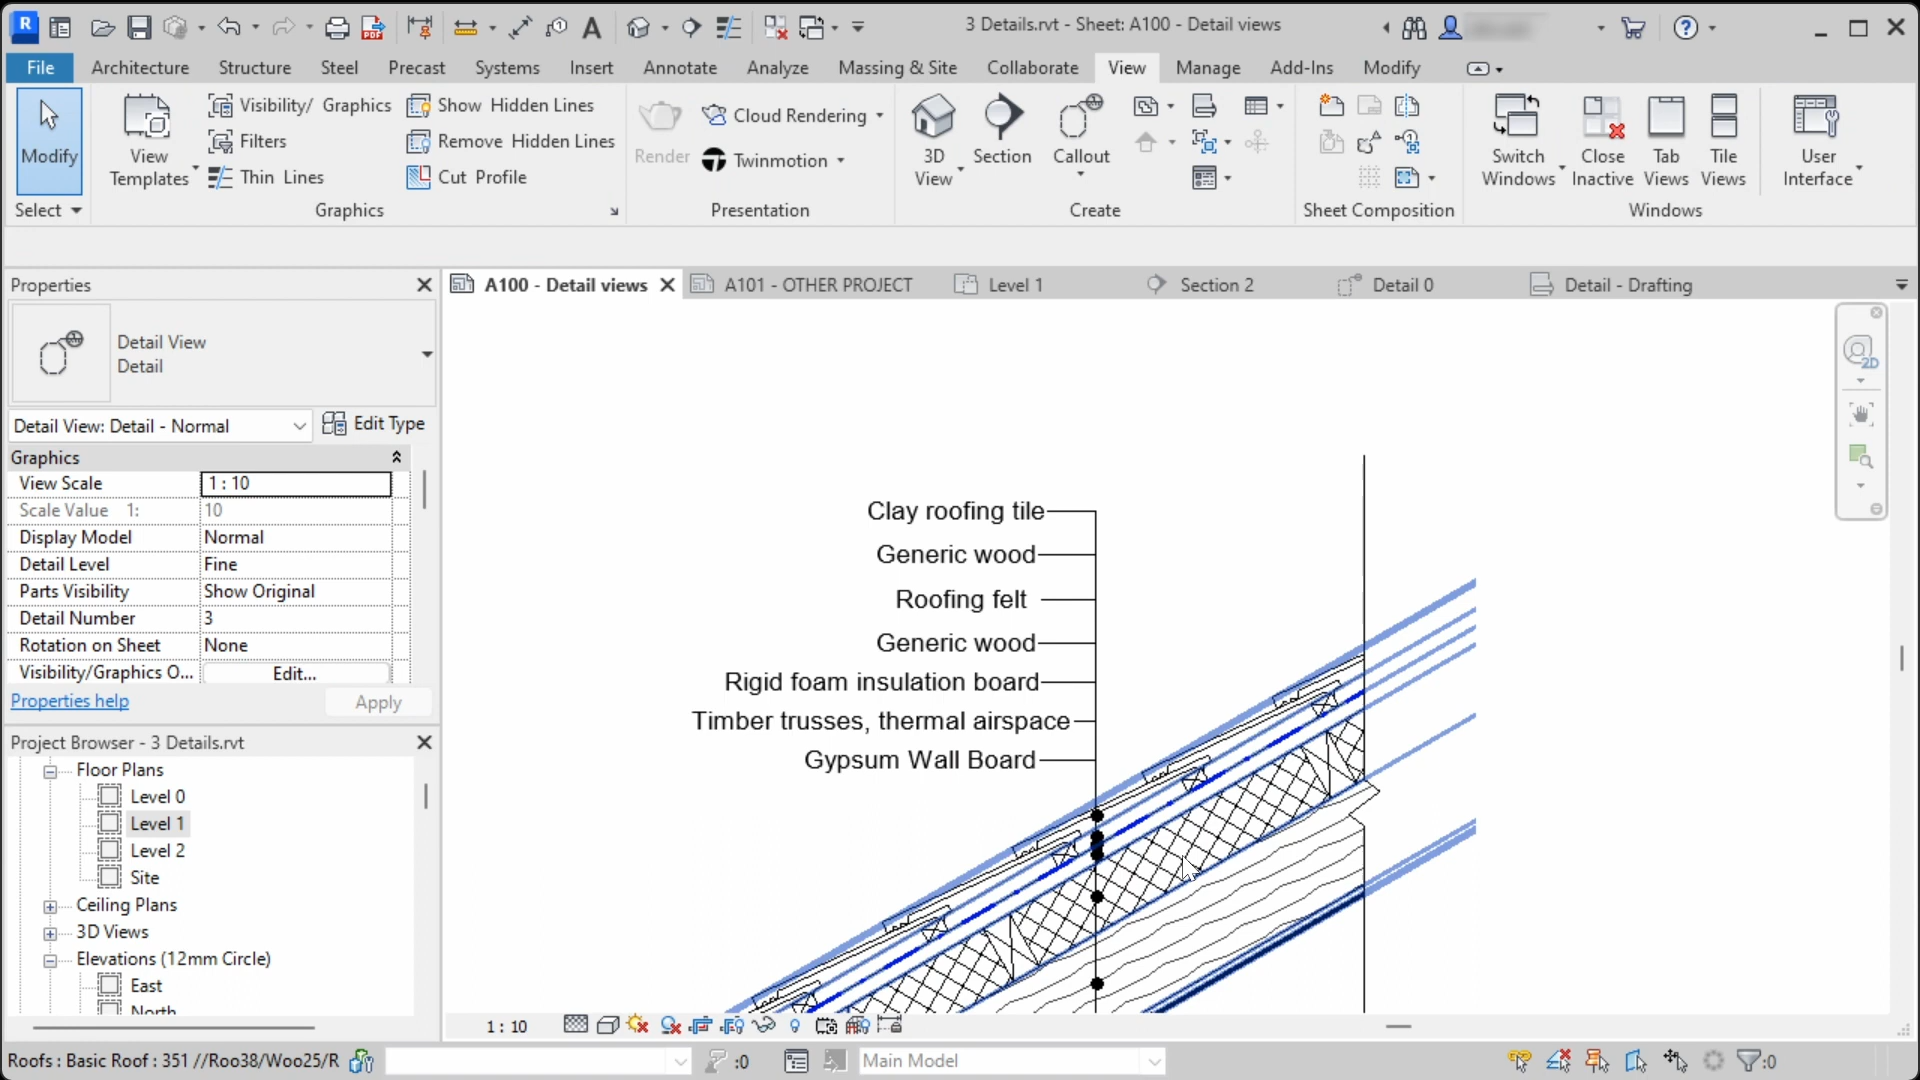 R
PDF
A
3 Details.rvt - Sheet: A100 - Detail views
?
File Architecture Structure Steel Precast Systems Insert Annotate Analyze Massing & Site Collaborate View Manage Add-Ins Modify
Modify
Select
View
Templates
Visibility/ Graphics
Filters
Thin Lines
Show Hidden Lines
Remove Hidden Lines
Cut Profile
Graphics
Render
Cloud Rendering
Twinmotion
Presentation
3D
View
Section
Callout
Create
Sheet Composition
Switch
Windows
Close
Inactive
Tab
Views
Tile
Views
Windows
User
Interface
Properties
Detail View
Detail
Detail View: Detail - Normal
Edit Type
Graphics
View Scale 1 : 10
Scale Value 1: 10
Display Model Normal
Detail Level Fine
Parts Visibility Show Original
Detail Number 3
Rotation on Sheet None
Visibility/Graphics O... Edit...
Properties help
Apply
Project Browser - 3 Details.rvt
Floor Plans
Level 0
Level 1
Level 2
Site
Ceiling Plans
3D Views
Elevations (12mm Circle)
East
North
A100 - Detail views
A101 - OTHER PROJECT
Level 1
Section 2
Detail 0
Detail - Drafting
2D
Clay roofing tile
Generic wood
Roofing felt
Generic wood
Rigid foam insulation board
Timber trusses, thermal airspace
Gypsum Wall Board
1 : 10
Roofs : Basic Roof : 351 //Roo38/Woo25/R
:0
Main Model
:0